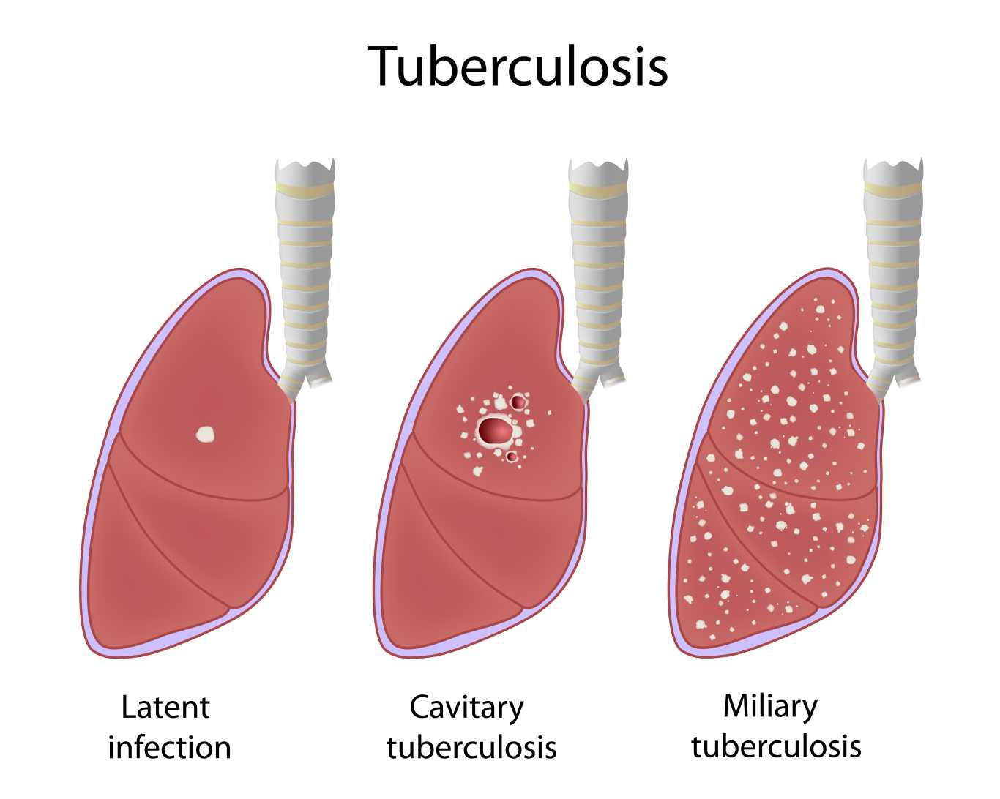 Tuberculosis
Latent
infection
Cavitary
tuberculosis
Miliary
tuberculosis